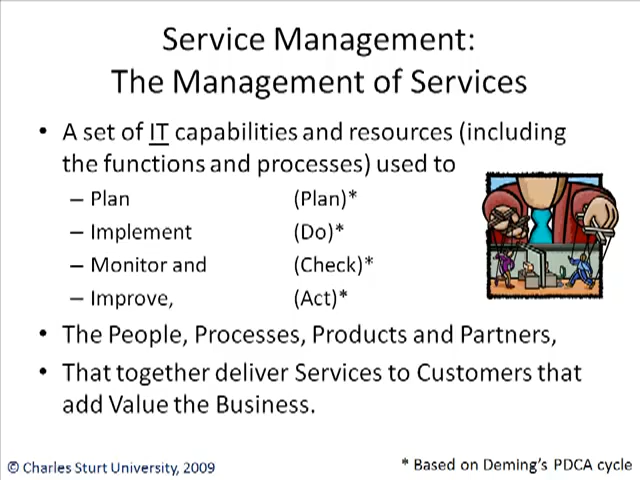 Service Management:
The Management of Services
• A set of IT capabilities and resources (including
the functions and processes) used to
– Plan (Plan)*
– Implement (Do)*
– Monitor and (Check)*
– Improve, (Act)*
• The People, Processes, Products and Partners,
• That together deliver Services to Customers that
add Value the Business.
© Charles Sturt University, 2009
* Based on Deming's PDCA cycle